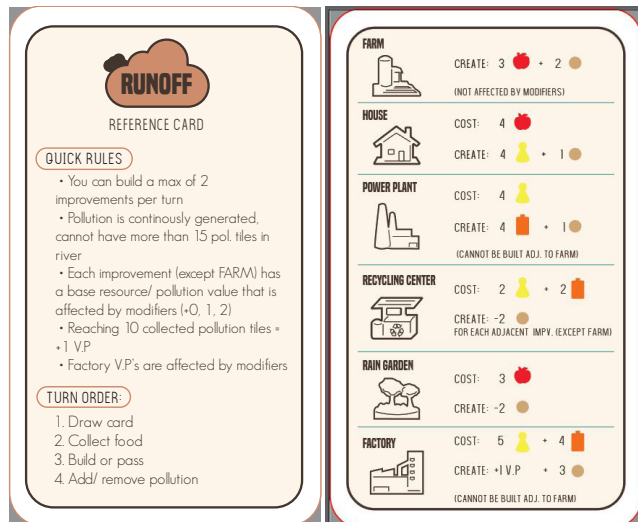 RUNOFF
REFERENCE CARD
QUICK RULES
• You can build a max of 2
improvements per turn
• Pollution is continously generated,
cannot have more than 15 pol. tiles in
river
• Each improvement (except FARM) has
a base resource/ pollution value that is
affected by modifiers (+0, 1, 2)
• Reaching 10 collected pollution tiles =
+1 V.P
• Factory V.P's are affected by modifiers
TURN ORDER:
1. Draw card
2. Collect food
3. Build or pass
4. Add/ remove pollution
FARM
CREATE: 3 + 2
(NOT AFFECTED BY MODIFIERS)
HOUSE
COST: 4
CREATE: 4 + 1
POWER PLANT
COST: 4
CREATE: 4 + 1
(CANNOT BE BUILT ADJ. TO FARM)
RECYCLING CENTER
COST: 2 + 2
CREATE: -2
FOR EACH ADJACENT IMPV. (EXCEPT FARM)
RAIN GARDEN
COST: 3
CREATE: -2
FACTORY
COST: 5 + 4
CREATE: +1 V.P + 3
(CANNOT BE BUILT ADJ. TO FARM)